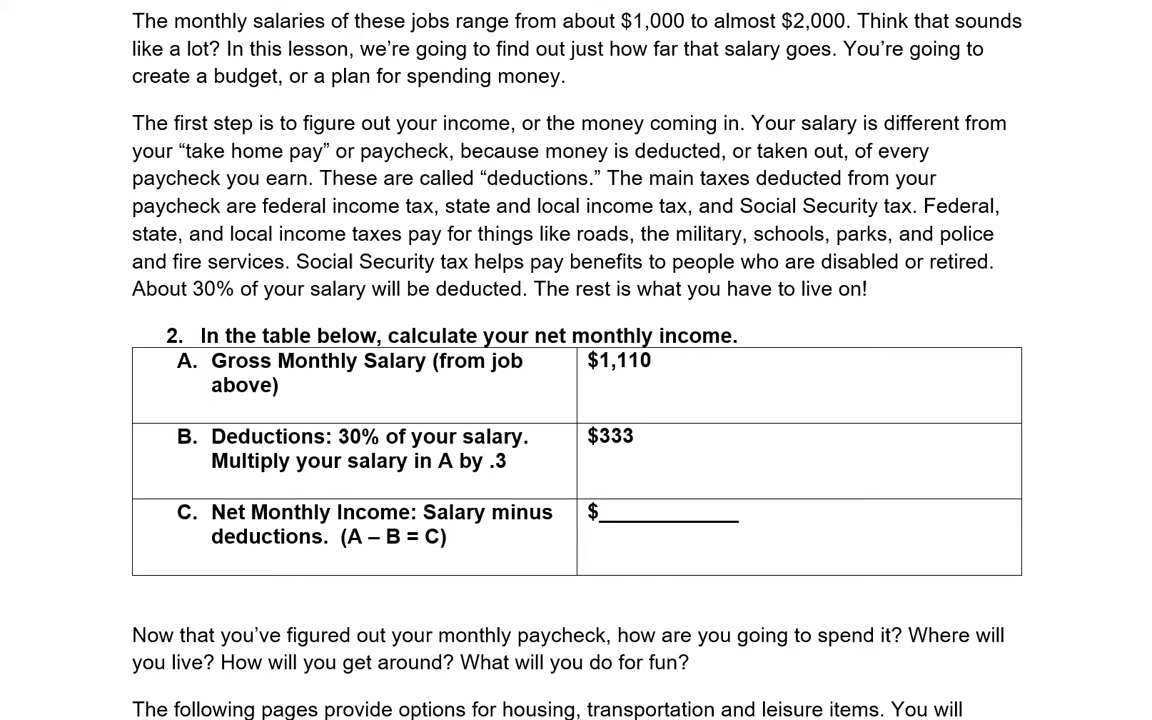 The monthly salaries of these jobs range from about $1,000 to almost $2,000. Think that sounds
like a lot? In this lesson, we’re going to find out just how far that salary goes. You’re going to
create a budget, or a plan for spending money.
The first step is to figure out your income, or the money coming in. Your salary is different from
your “take home pay” or paycheck, because money is deducted, or taken out, of every
paycheck you earn. These are called “deductions.” The main taxes deducted from your
paycheck are federal income tax, state and local income tax, and Social Security tax. Federal,
state, and local income taxes pay for things like roads, the military, schools, parks, and police
and fire services. Social Security tax helps pay benefits to people who are disabled or retired.
About 30% of your salary will be deducted. The rest is what you have to live on!
2. In the table below, calculate your net monthly income.
A. Gross Monthly Salary (from job
above)
$1,110
B. Deductions: 30% of your salary.
Multiply your salary in A by .3
$333
C. Net Monthly Income: Salary minus
deductions. (A – B = C)
$____________
Now that you’ve figured out your monthly paycheck, how are you going to spend it? Where will
you live? How will you get around? What will you do for fun?
The following pages provide options for housing, transportation and leisure items. You will